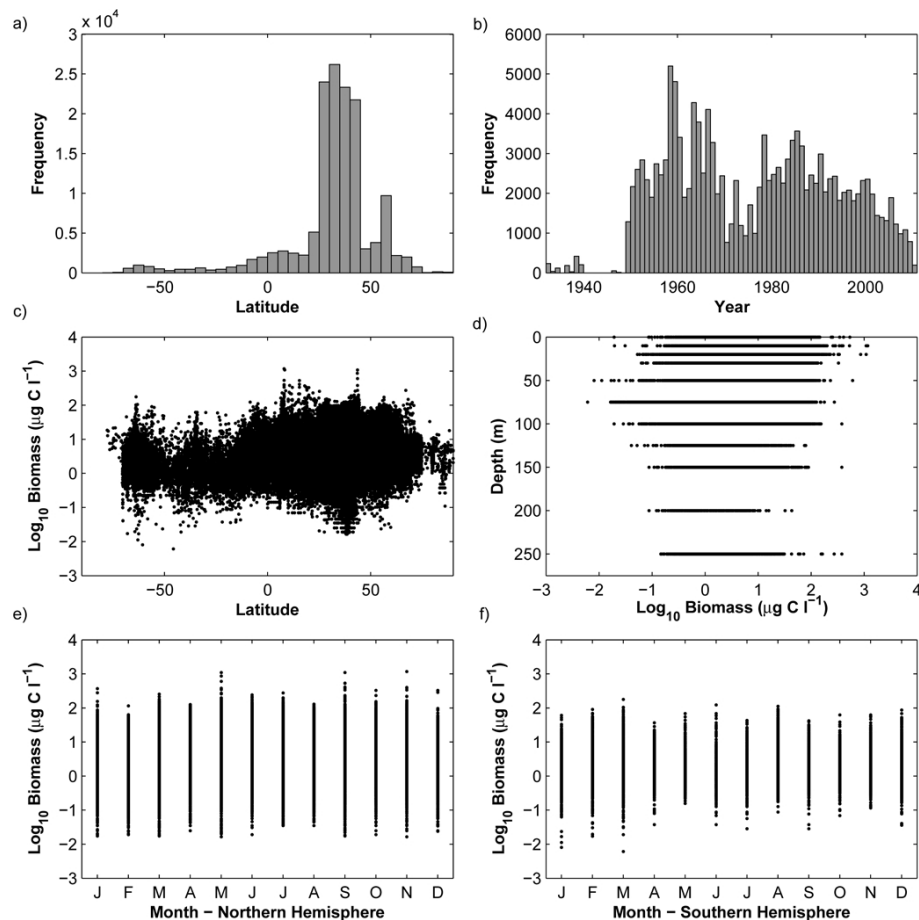 a)
x 10⁴
3
2.5
2
1.5
1
0.5
0
Frequency
−50 0 50
Latitude
b)
6000
5000
4000
3000
2000
1000
0
Frequency
1940 1960 1980 2000
Year
c)
4
3
2
1
0
−1
−2
−3
Log₁₀ Biomass (µg C l⁻¹)
−50 0 50
Latitude
d)
0
50
100
150
200
250
Depth (m)
−3 −2 −1 0 1 2 3 4
Log₁₀ Biomass (µg C l⁻¹)
e)
4
3
2
1
0
−1
−2
−3
Log₁₀ Biomass (µg C l⁻¹)
J F M A M J J A S O N D
Month − Northern Hemisphere
f)
4
3
2
1
0
−1
−2
−3
Log₁₀ Biomass (µg C l⁻¹)
J F M A M J J A S O N D
Month − Southern Hemisphere